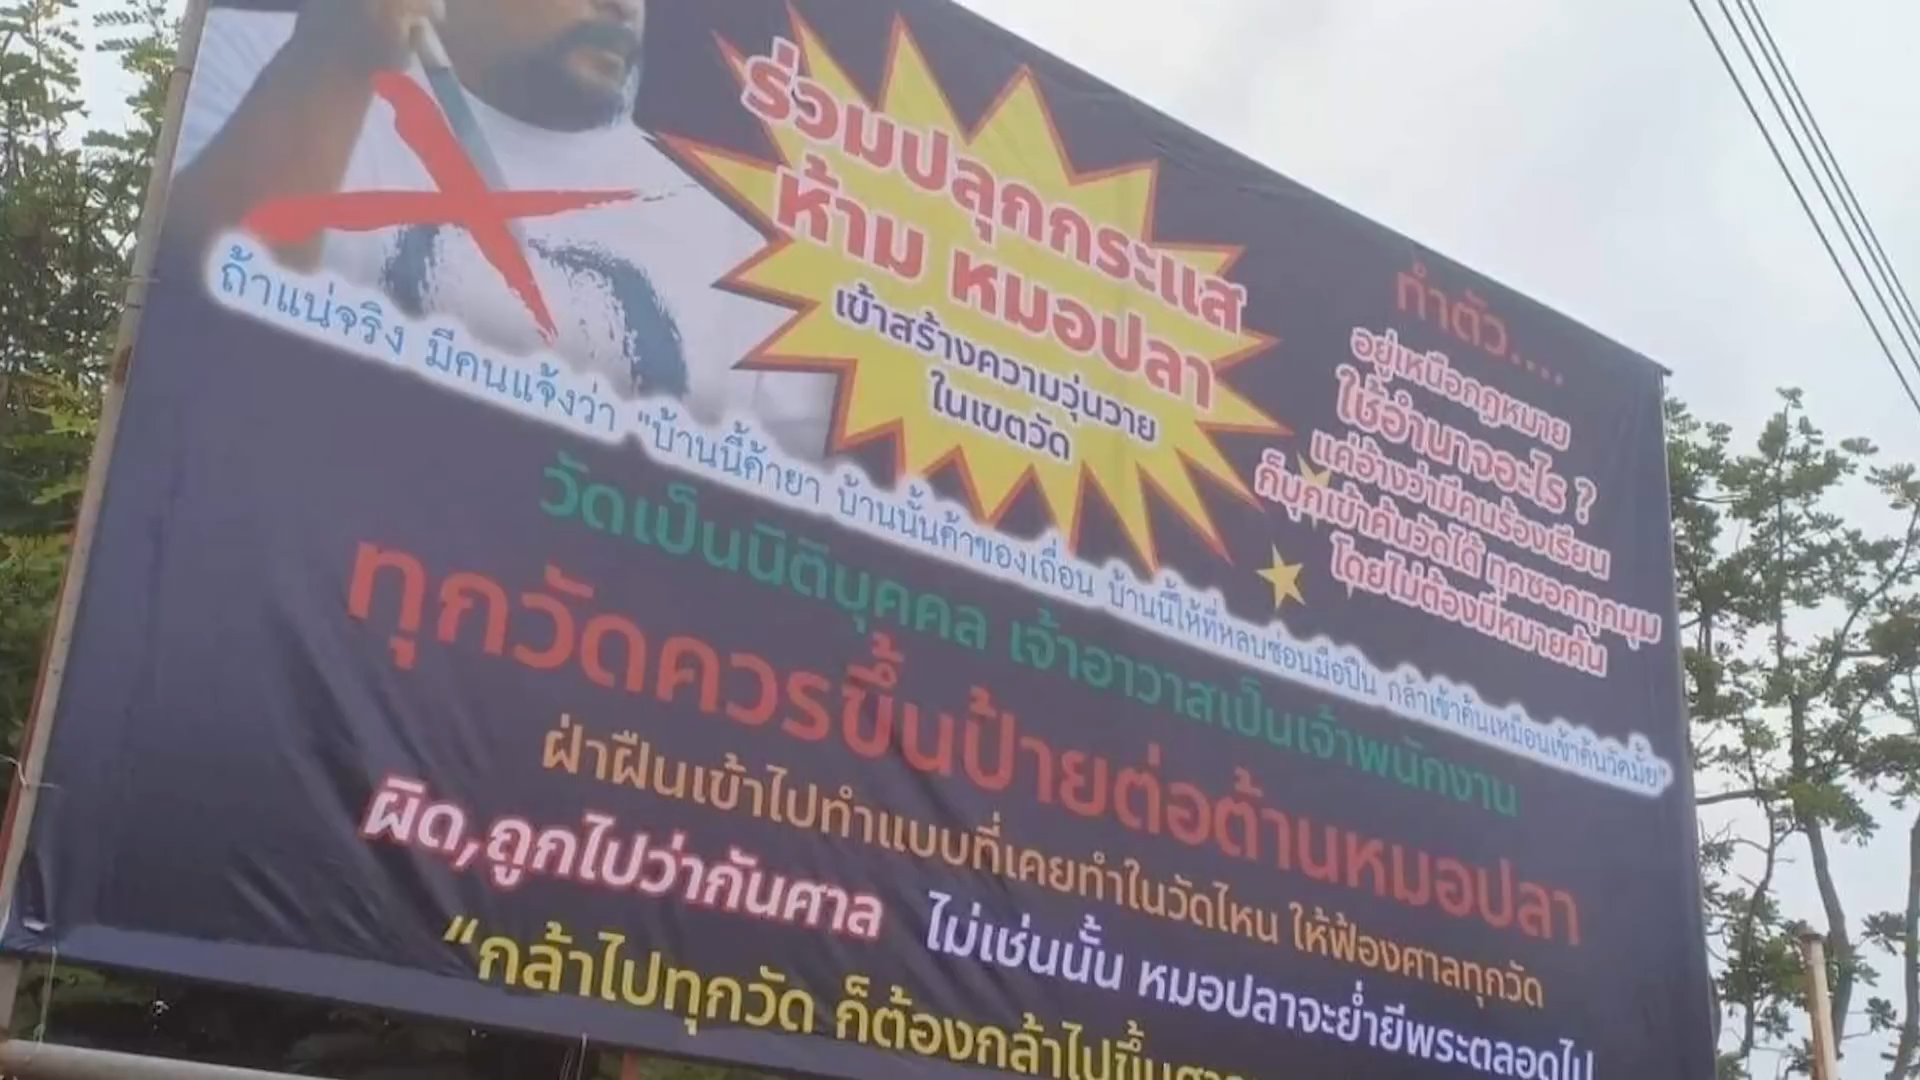 ร่วมปลุกกระแส
ห้าม หมอปลา
เข้าสร้างความวุ่นวาย
ในเขตวัด
ทำตัว....
อยู่เหนือกฎหมาย
ใช้อำนาจอะไร ?
แค่อ้างว่ามีคนร้องเรียน
ก็บุกเข้าค้นวัดได้ ทุกซอกทุกมุม
โดยไม่ต้องมีหมายค้น
ถ้าแน่จริง มีคนแจ้งว่า "บ้านนี้ค้ายา บ้านนั้นค้าของเถื่อน บ้านนี้ให้ที่หลบซ่อนมือปืน กล้าเข้าค้นเหมือนเข้าค้นวัดมั้ย"
วัดเป็นนิติบุคคล เจ้าอาวาสเป็นเจ้าพนักงาน
ทุกวัดควรขึ้นป้ายต่อต้านหมอปลา
ฝ่าฝืนเข้าไปทำแบบที่เคยทำในวัดไหน ให้ฟ้องศาลทุกวัด
ผิด,ถูกไปว่ากันศาล ไม่เช่นนั้น หมอปลาจะย่ำยีพระตลอดไป
"กล้าไปทุกวัด ก็ต้องกล้าไปขึ้น